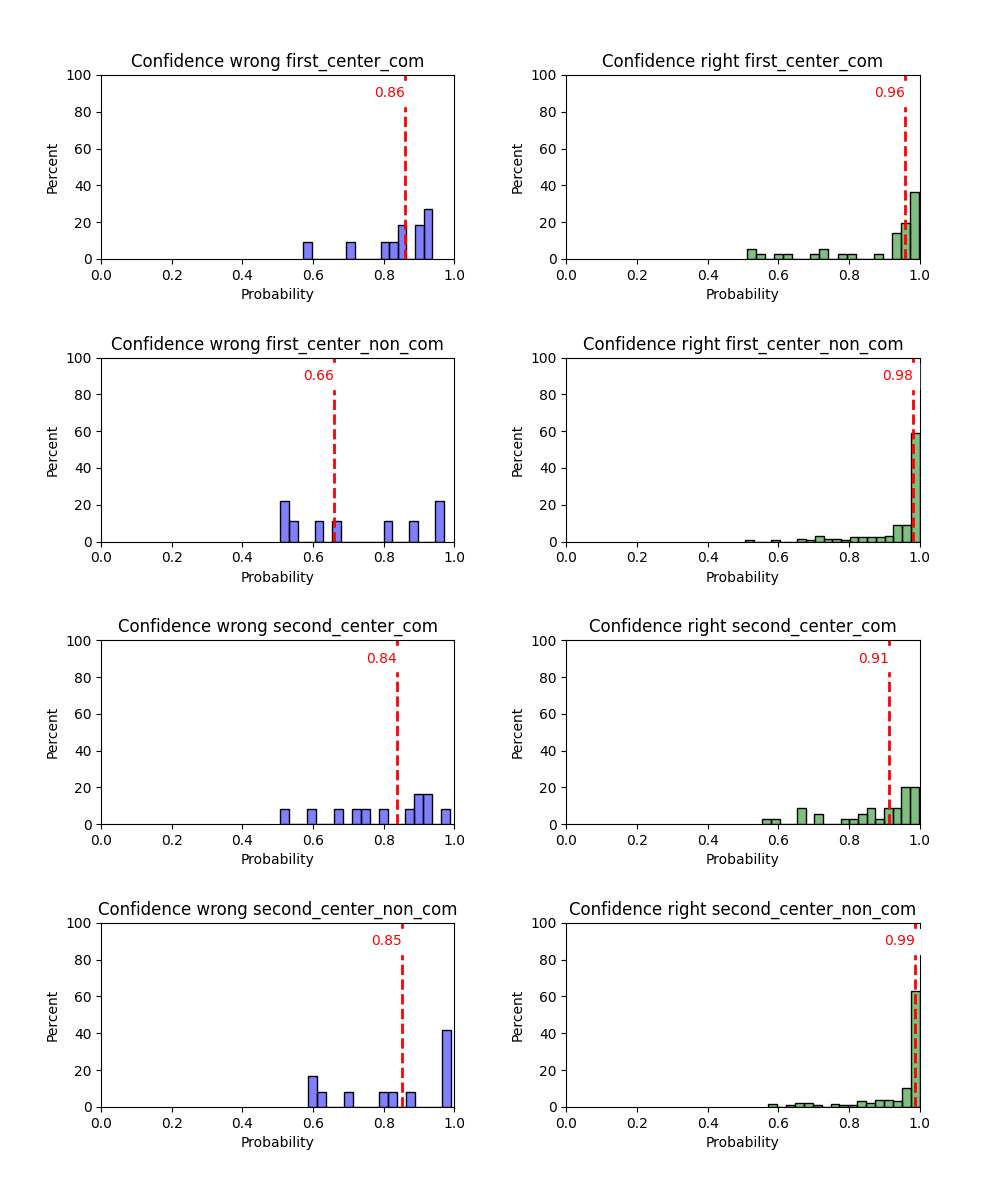 Confidence wrong first_center_com
100
80
60
40
20
0
Percent
0.86
0.0 0.2 0.4 0.6 0.8 1.0
Probability
Confidence right first_center_com
100
80
60
40
20
0
Percent
0.96
0.0 0.2 0.4 0.6 0.8 1.0
Probability
Confidence wrong first_center_non_com
100
80
60
40
20
0
Percent
0.66
0.0 0.2 0.4 0.6 0.8 1.0
Probability
Confidence right first_center_non_com
100
80
60
40
20
0
Percent
0.98
0.0 0.2 0.4 0.6 0.8 1.0
Probability
Confidence wrong second_center_com
100
80
60
40
20
0
Percent
0.84
0.0 0.2 0.4 0.6 0.8 1.0
Probability
Confidence right second_center_com
100
80
60
40
20
0
Percent
0.91
0.0 0.2 0.4 0.6 0.8 1.0
Probability
Confidence wrong second_center_non_com
100
80
60
40
20
0
Percent
0.85
0.0 0.2 0.4 0.6 0.8 1.0
Probability
Confidence right second_center_non_com
100
80
60
40
20
0
Percent
0.99
0.0 0.2 0.4 0.6 0.8 1.0
Probability